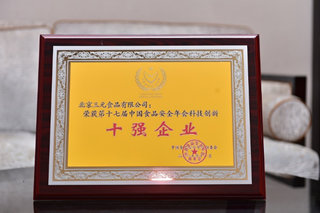 北京三元食品有限公司：
荣获第十七届中国食品安全年会科技创新
十强企业